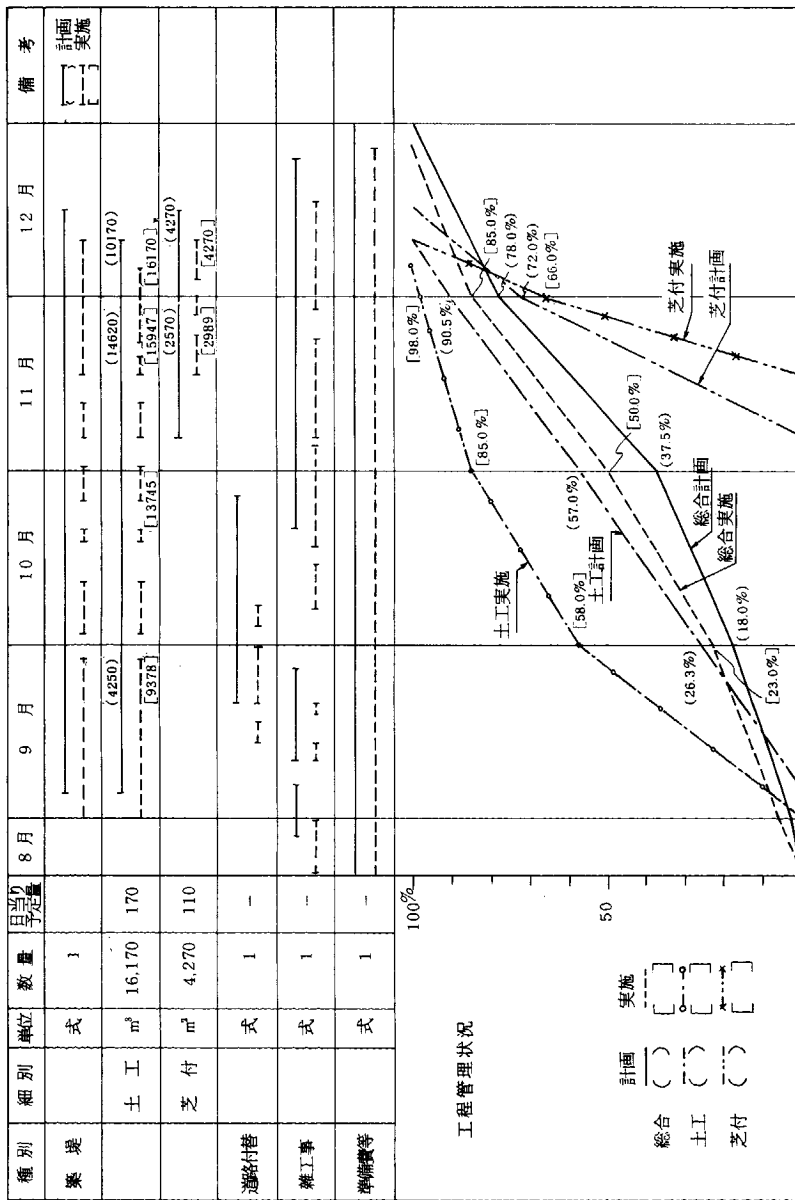 種別 細別 単位 数量 日当り予定量 8月 9月 10月 11月 12月 備考
築堤 式 1
計画
実施
土工 m³ 16,170 170
(4250) (14620) (10170)
[9378] [13745] [15947] [16170]
芝付 m³ 4,270 110
(2570) (4270)
[2989] [4270]
道路付替 式 1 −
雑工事 式 1 −
準備費等 式 1 −
工程管理状況
計画 実施
総合 ( ) [ ]
土工 ( ) [ ]
芝付 ( ) [ ]
100%
50
[98.0%]
(90.5%)
[85.0%]
(78.0%)
(72.0%)
[66.0%]
[85.0%]
[50.0%]
(37.5%)
(57.0%)
[58.0%]
(26.3%)
[23.0%]
(18.0%)
土工実施
土工計画
総合計画
総合実施
芝付実施
芝付計画